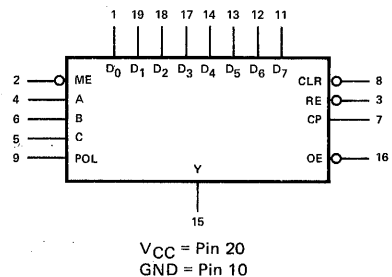 1 19 18 17 14 13 12 11
D0 D1 D2 D3 D4 D5 D6 D7
2 ME CLR 8
4 A RE 3
6 B CP 7
5 C
9 POL OE 16
Y
15
VCC = Pin 20
GND = Pin 10